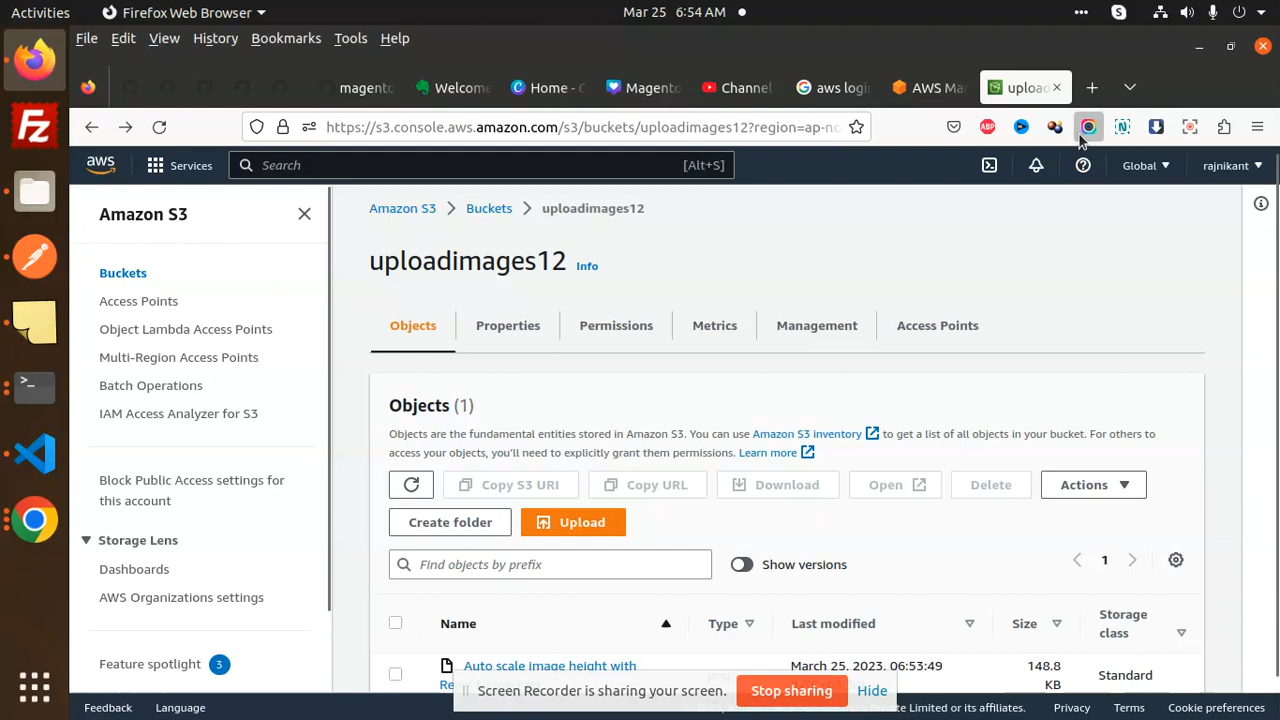 Activities
Firefox Web Browser
Mar 25 6:54 AM
File Edit View History Bookmarks Tools Help
magento
Welcome
Home - C
Magento
Channel
aws logi
AWS Ma
upload
https://s3.console.aws.amazon.com/s3/buckets/uploadimages12?region=ap-no
ABP
aws
Services
Search
[Alt+S]
Global
rajnikant
Amazon S3
Buckets
Access Points
Object Lambda Access Points
Multi-Region Access Points
Batch Operations
IAM Access Analyzer for S3
Block Public Access settings for
this account
Storage Lens
Dashboards
AWS Organizations settings
Feature spotlight 3
Amazon S3 Buckets uploadimages12
uploadimages12 Info
Objects Properties Permissions Metrics Management Access Points
Objects (1)
Objects are the fundamental entities stored in Amazon S3. You can use Amazon S3 inventory to get a list of all objects in your bucket. For others to
access your objects, you'll need to explicitly grant them permissions. Learn more
Copy S3 URI Copy URL Download Open Delete Actions
Create folder Upload
Find objects by prefix
Show versions
1
Name Type Last modified Size Storage
class
Auto scale image height with
March 25, 2023, 06:53:49
148.8
KB
Standard
Screen Recorder is sharing your screen. Stop sharing Hide
Feedback Language
Private Limited or its affiliates. Privacy Terms Cookie preferences